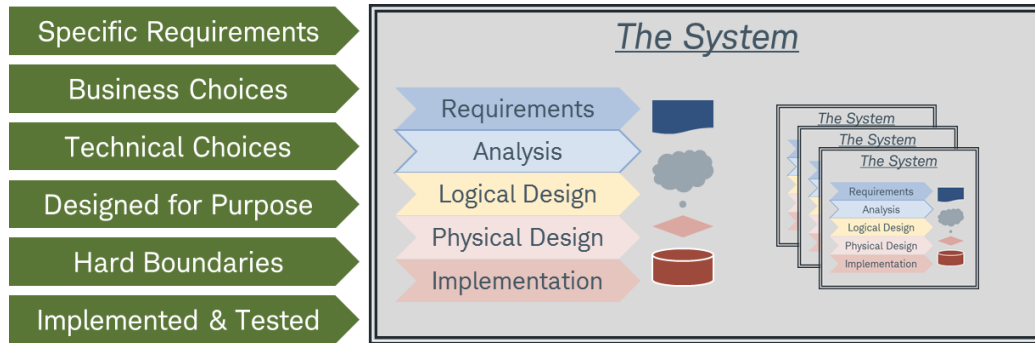 Specific Requirements
Business Choices
Technical Choices
Designed for Purpose
Hard Boundaries
Implemented & Tested
The System
Requirements
Analysis
Logical Design
Physical Design
Implementation
The System
The System
The System
Requirements
Analysis
Logical Design
Physical Design
Implementation